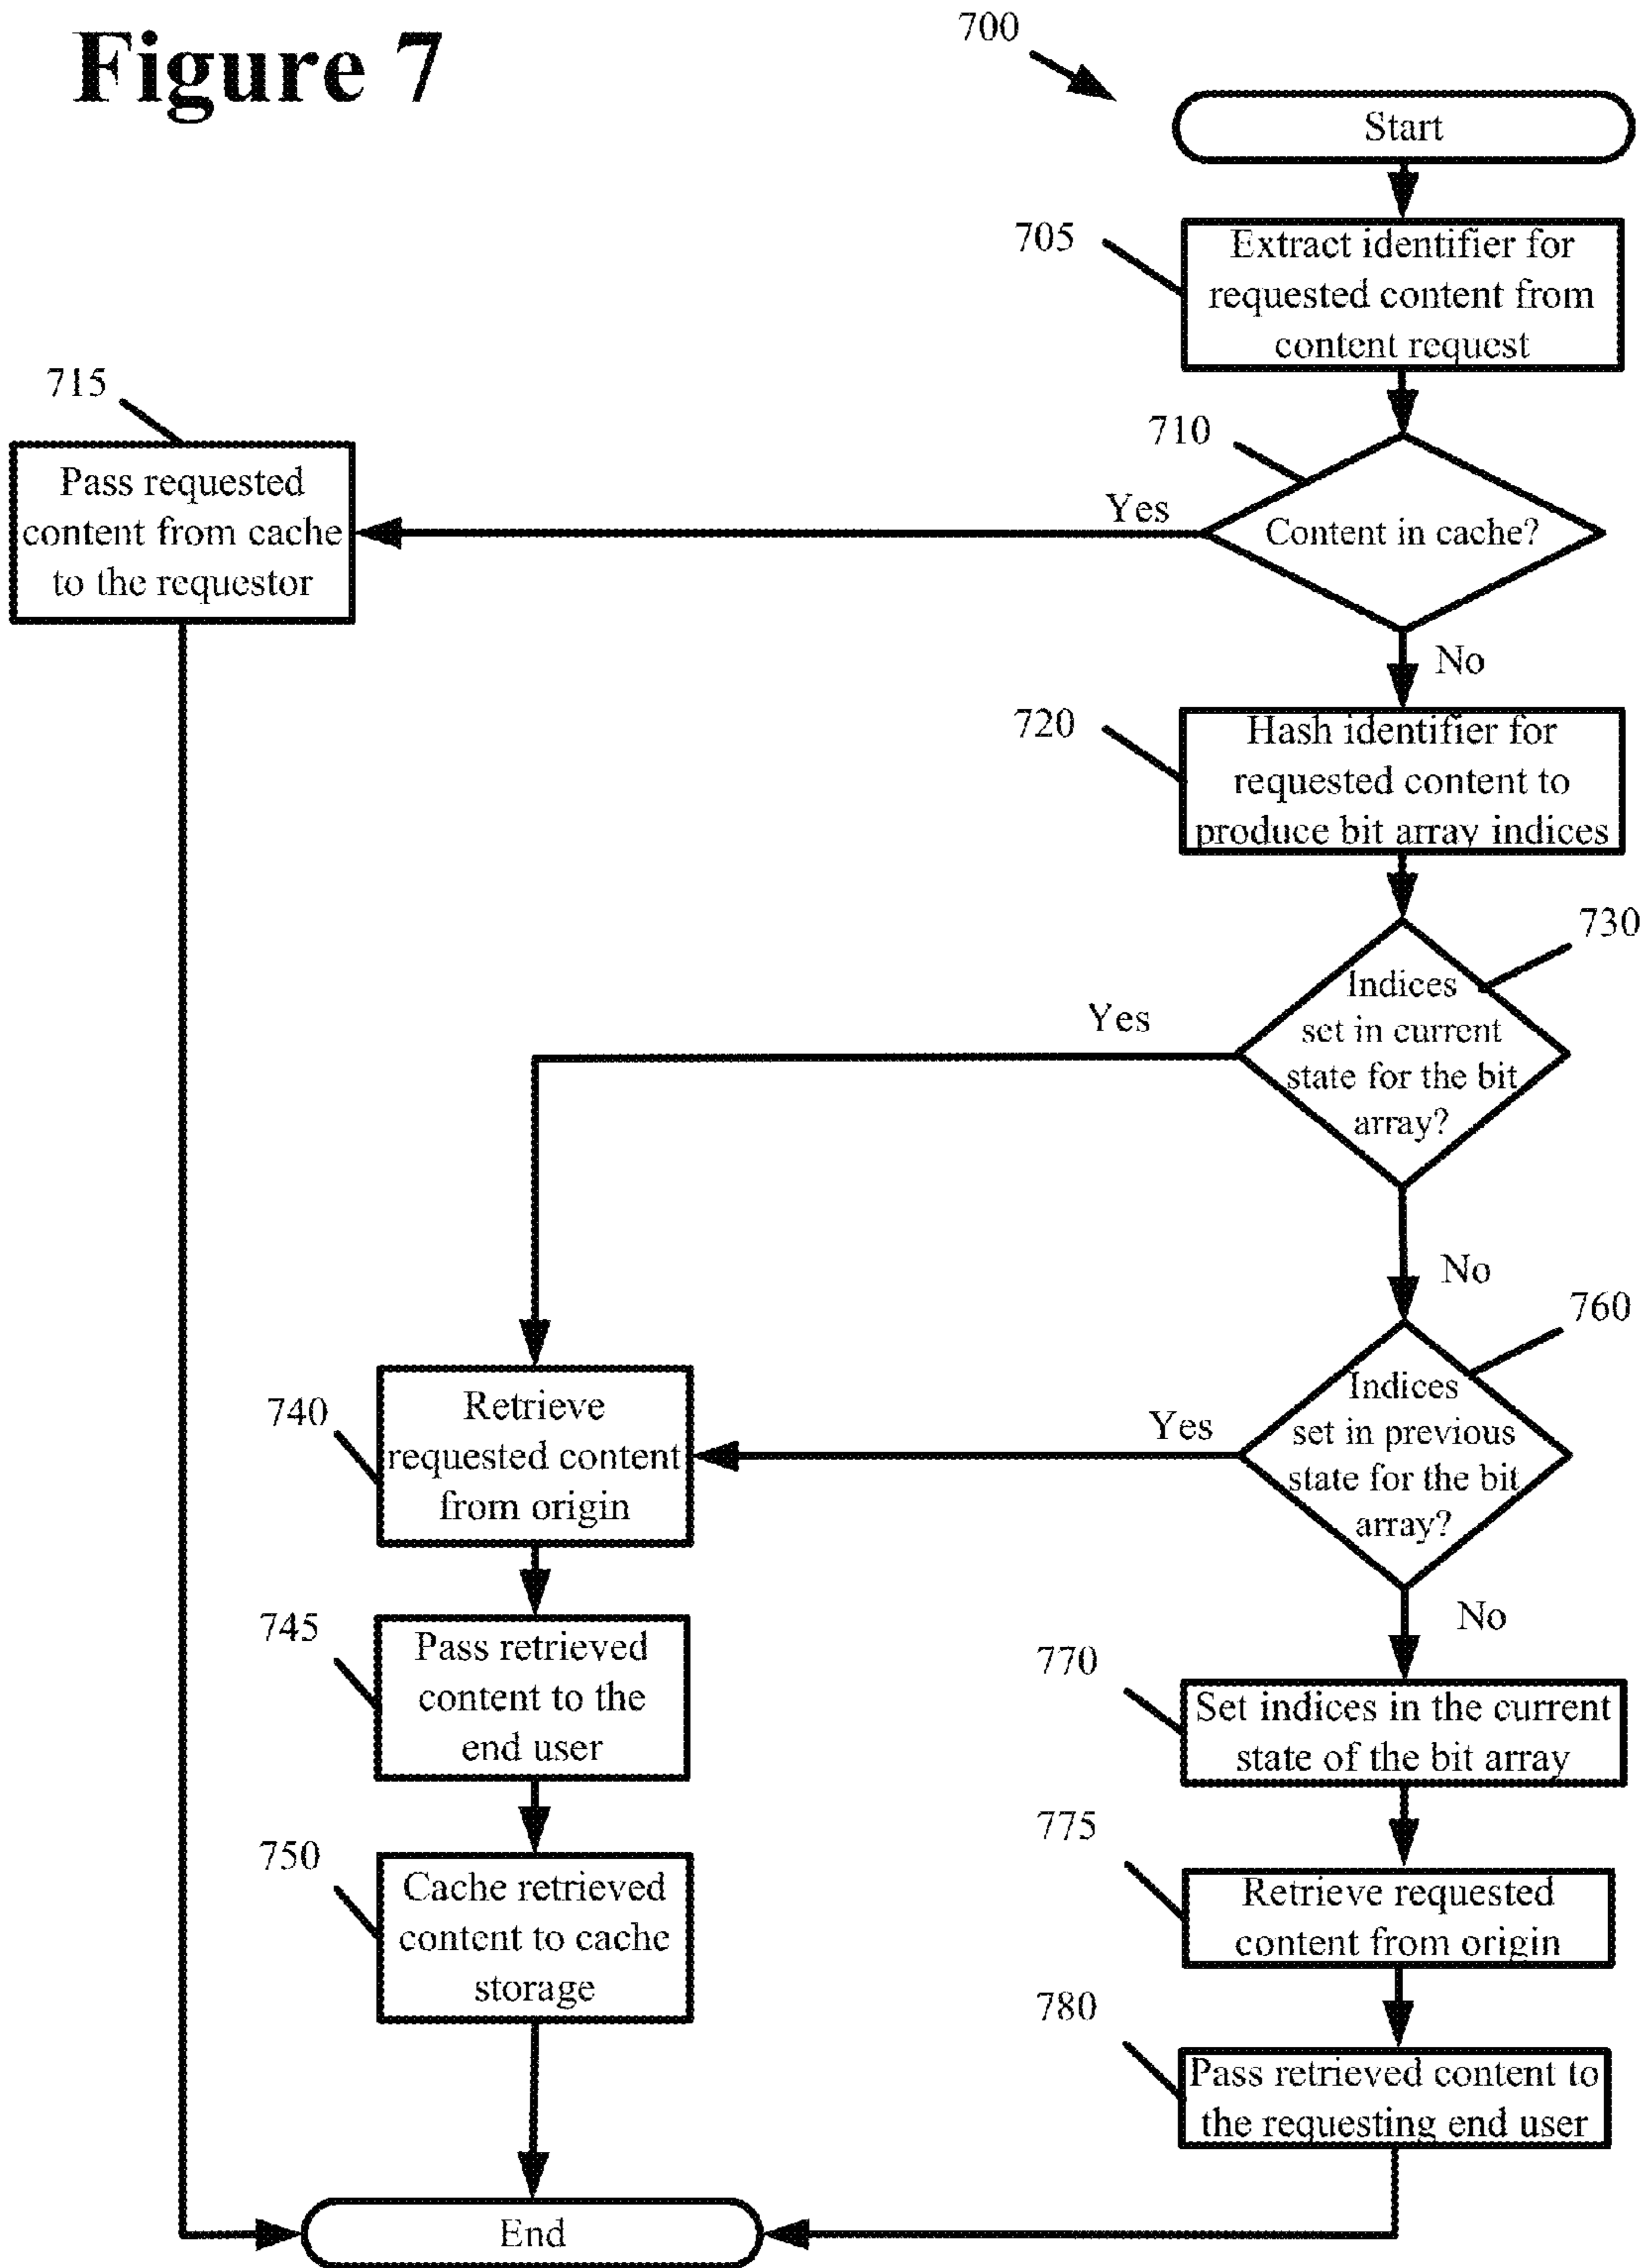 Figure 7
700
Start
705
Extract identifier for
requested content from
content request
710
Content in cache?
Yes
No
715
Pass requested
content from cache
to the requestor
720
Hash identifier for
requested content to
produce bit array indices
730
Indices
set in current
state for the bit
array?
Yes
No
760
Indices
set in previous
state for the bit
array?
Yes
No
740
Retrieve
requested content
from origin
745
Pass retrieved
content to the
end user
750
Cache retrieved
content to cache
storage
770
Set indices in the current
state of the bit array
775
Retrieve requested
content from origin
780
Pass retrieved content to
the requesting end user
End